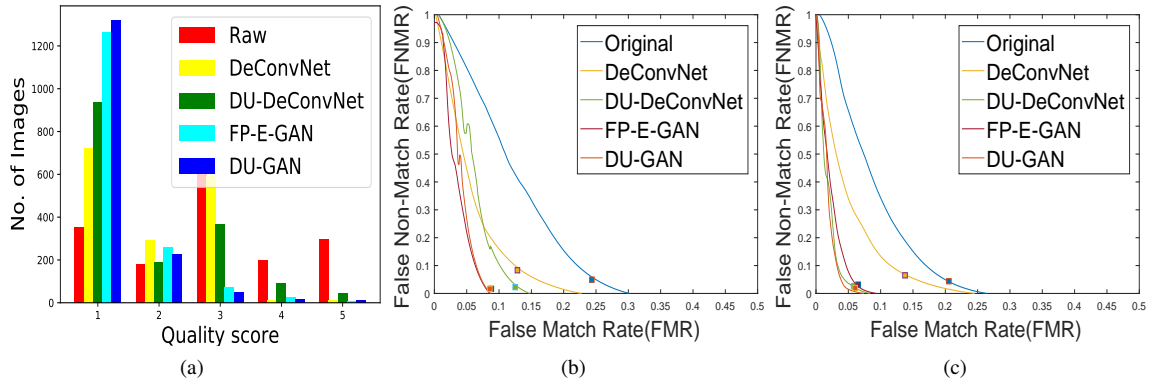 No. of Images
1200
1000
800
600
400
200
0
Raw
DeConvNet
DU-DeConvNet
FP-E-GAN
DU-GAN
1 2 3 4 5
Quality score
(a)
False Non-Match Rate(FNMR)
1
0.9
0.8
0.7
0.6
0.5
0.4
0.3
0.2
0.1
0
Original
DeConvNet
DU-DeConvNet
FP-E-GAN
DU-GAN
0 0.05 0.1 0.15 0.2 0.25 0.3 0.35 0.4 0.45 0.5
False Match Rate(FMR)
(b)
False Non-Match Rate(FNMR)
1
0.9
0.8
0.7
0.6
0.5
0.4
0.3
0.2
0.1
0
Original
DeConvNet
DU-DeConvNet
FP-E-GAN
DU-GAN
0 0.05 0.1 0.15 0.2 0.25 0.3 0.35 0.4 0.45 0.5
False Match Rate(FMR)
(c)